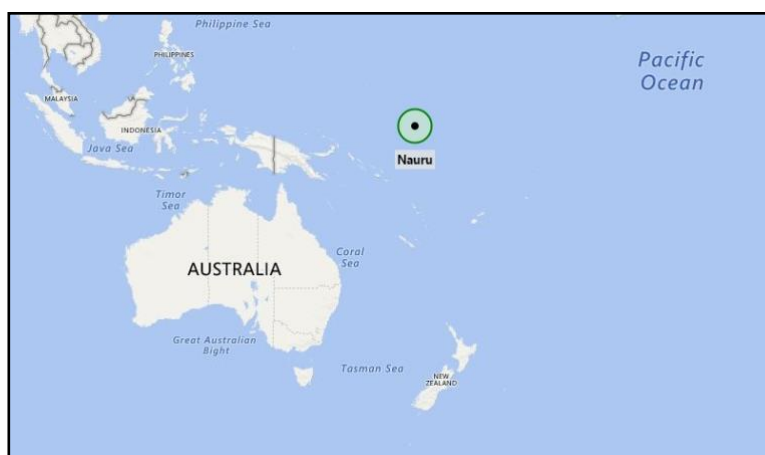 Philippine Sea
PHILIPPINES
Pacific
Ocean
MALAYSIA
INDONESIA
Java Sea
Nauru
Timor
Sea
Coral
Sea
AUSTRALIA
Great Australian
Bight
Tasman Sea
NEW
ZEALAND